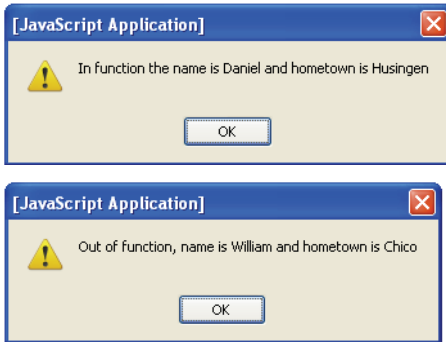 [JavaScript Application]
In function the name is Daniel and hometown is Husingen
OK
[JavaScript Application]
Out of function, name is William and hometown is Chico
OK